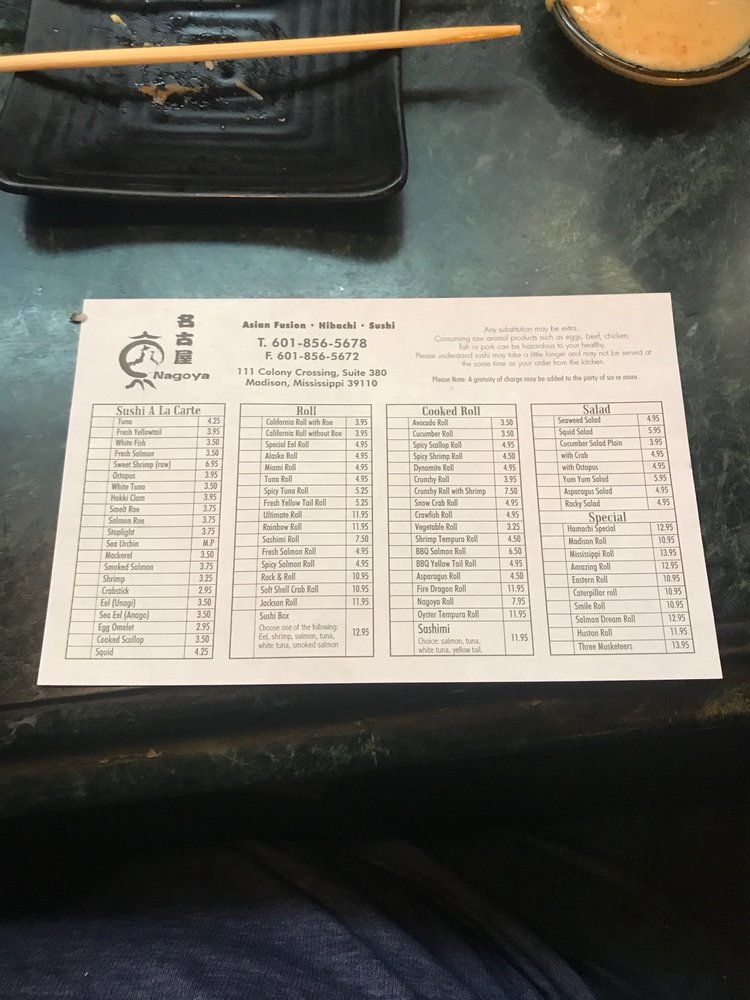 名古屋
Nagoya
Asian Fusion • Hibachi • Sushi
T. 601-856-5678
F. 601-856-5672
111 Colony Crossing, Suite 380
Madison, Mississippi 39110
Any substitution may be extra.
Consuming raw animal products such as eggs, beef, chicken,
fish or pork can be hazardous to your healthy.
Please understand sushi may take a little longer and may not be served at
the same time as your order from the kitchen.
Please Note: A gratuity of charge may be added to the party of six or more.
Sushi A La Carte
Tuna 4.25
Fresh Yellowtail 3.95
White Fish 3.50
Fresh Salmon 3.50
Sweat Shrimp (raw) 6.95
Octopus 3.95
White Tuna 3.50
Hokki Clam 3.95
Smelt Roe 3.75
Salmon Roe 3.75
Stoplight 3.75
Sea Urchin M.P
Mackerel 3.50
Smoked Salmon 3.75
Shrimp 3.25
Crabstick 2.95
Eel (Unagi) 3.50
Sea Eel (Anago) 3.50
Egg Omelet 2.95
Cooked Scallop 3.50
Squid 4.25
Roll
California Roll with Roe 3.95
California Roll without Roe 3.95
Special Eel Roll 4.95
Alaska Roll 4.95
Miami Roll 4.95
Tuna Roll 4.95
Spicy Tuna Roll 5.25
Fresh Yellow Tail Roll 5.25
Ultimate Roll 11.95
Rainbow Roll 11.95
Sashimi Roll 7.50
Fresh Salmon Roll 4.95
Spicy Salmon Roll 4.95
Rock & Roll 10.95
Soft Shell Crab Roll 10.95
Jackson Roll 11.95
Sushi Box
Choose one of the following:
Eel, shrimp, salmon, tuna,
white tuna, smoked salmon 12.95
Cooked Roll
Avocado Roll 3.50
Cucumber Roll 3.50
Spicy Scallop Roll 4.95
Spicy Shrimp Roll 4.50
Dynamite Roll 4.95
Crunchy Roll 3.95
Crunchy Roll with Shrimp 7.50
Snow Crab Roll 4.95
Crawfish Roll 4.95
Vegetable Roll 3.25
Shrimp Tempura Roll 4.50
BBQ Salmon Roll 6.50
BBQ Yellow Tail Roll 4.95
Asparagus Roll 4.50
Fire Dragon Roll 11.95
Nagoya Roll 7.95
Oyster Tempura Roll 11.95
Sashimi
Choice: salmon, tuna,
white tuna, yellow tail. 11.95
Salad
Seaweed Salad 4.95
Squid Salad 5.95
Cucumber Salad Plain 3.95
with Crab 4.95
with Octopus 4.95
Yum Yum Salad 5.95
Asparagus Salad 4.95
Rocky Salad 4.95
Special
Hamachi Special 12.95
Madison Roll 10.95
Mississippi Roll 13.95
Amazing Roll 12.95
Eastern Roll 10.95
Caterpillar roll 10.95
Smile Roll 10.95
Salmon Dream Roll 12.95
Huston Roll 11.95
Three Musketeers 13.95